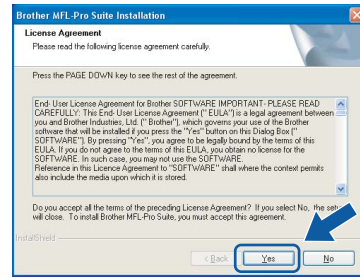 Brother MFL-Pro Suite Installation
License Agreement
Please read the following license agreement carefully.
Press the PAGE DOWN key to see the rest of the agreement.
End- User License Agreement for Brother SOFTWARE IMPORTANT- PLEASE READ
CAREFULLY: This End- User License Agreement ("EULA") is a legal agreement between
you and Brother Industries, Ltd. ("Brother"), which governs your use of the Brother
software that will be installed if you press the "Yes" button on this Dialog Box ("
SOFTWARE"). By pressing "Yes", you agree to be legally bound by the terms of this
EULA. If you do not agree to the terms of this EULA, you obtain no license for the
SOFTWARE. In such case, you may not use the SOFTWARE.
Reference in this Licence Agreement to "SOFTWARE" shall where the context permits
also include the media upon which it is stored.
Do you accept all the terms of the preceding License Agreement? If you select No, the setup
will close. To install Brother MFL-Pro Suite, you must accept this agreement.
InstallShield
< Back
Yes
No